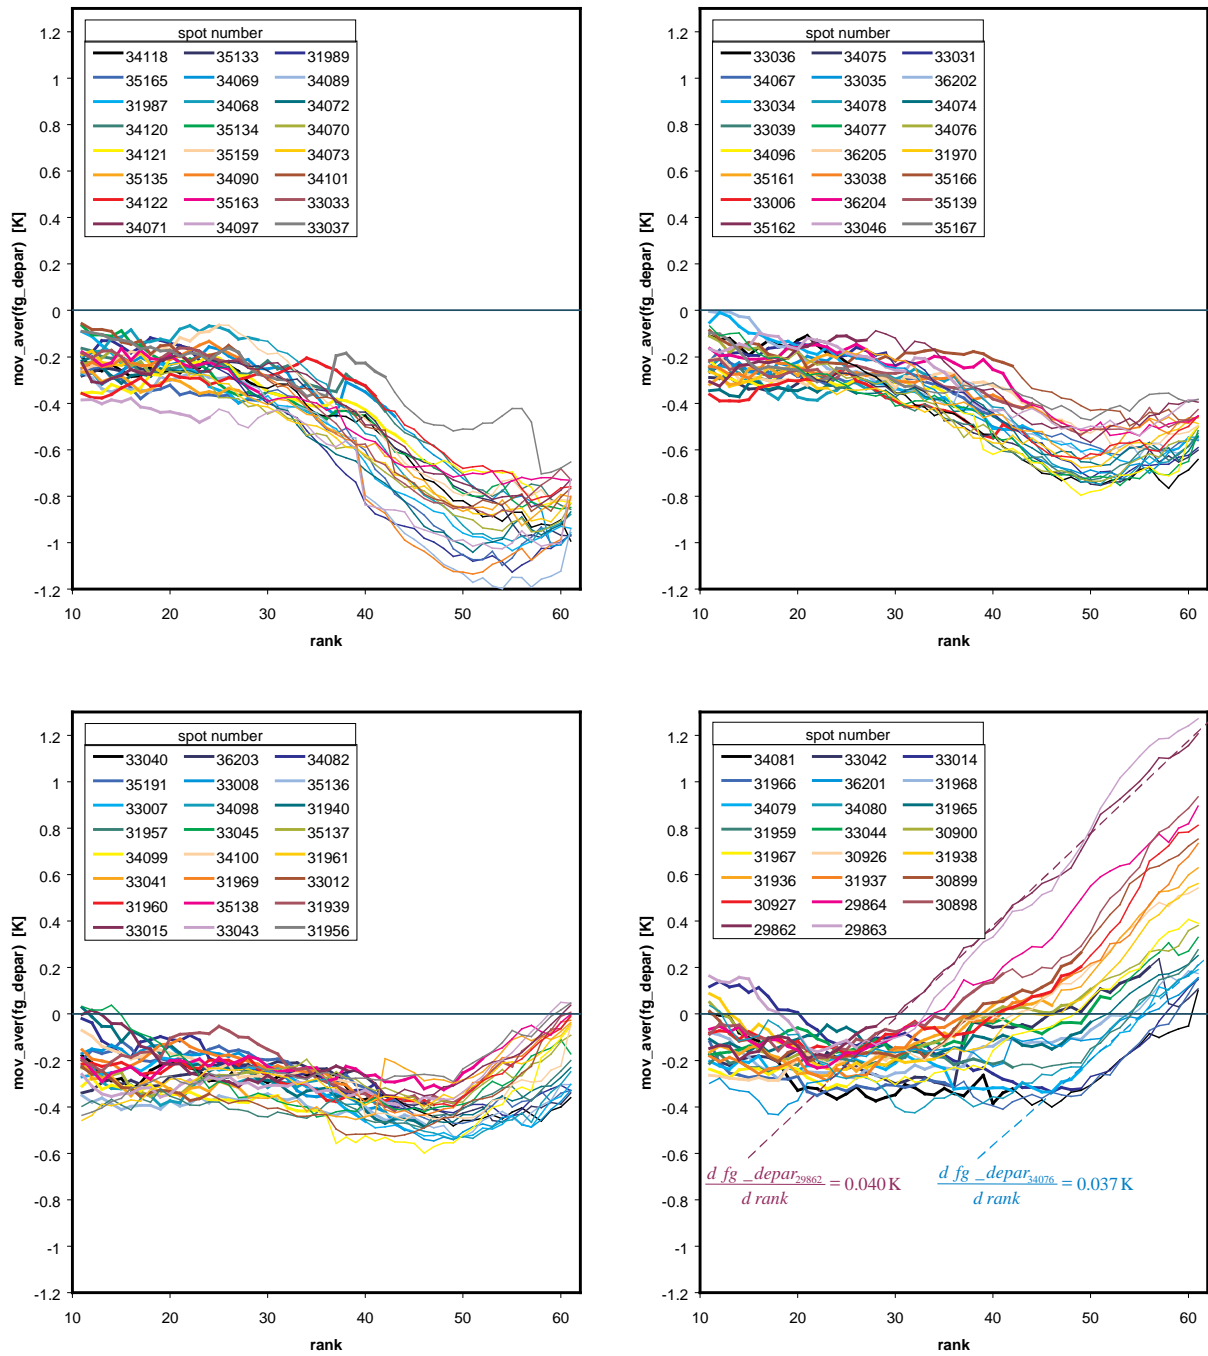 spot number
34118 35133 31989
35165 34069 34089
31987 34068 34072
34120 35134 34070
34121 35159 34073
35135 34090 34101
34122 35163 33033
34071 34097 33037
mov_aver(fg_depar) [K]
1.2
1
0.8
0.6
0.4
0.2
0
-0.2
-0.4
-0.6
-0.8
-1
-1.2
10 20 30 40 50 60
rank
spot number
33036 34075 33031
34067 33035 36202
33034 34078 34074
33039 34077 34076
34096 36205 31970
35161 33038 35166
33006 36204 35139
35162 33046 35167
mov_aver(fg_depar) [K]
1.2
1
0.8
0.6
0.4
0.2
0
-0.2
-0.4
-0.6
-0.8
-1
-1.2
10 20 30 40 50 60
rank
spot number
33040 36203 34082
35191 33008 35136
33007 34098 31940
31957 33045 35137
34099 34100 31961
33041 31969 33012
31960 35138 31939
33015 33043 31956
mov_aver(fg_depar) [K]
1.2
1
0.8
0.6
0.4
0.2
0
-0.2
-0.4
-0.6
-0.8
-1
-1.2
10 20 30 40 50 60
rank
spot number
34081 33042 33014
31966 36201 31968
34079 34080 31965
31959 33044 30900
31967 30926 31938
31936 31937 30899
30927 29864 30898
29862 29863
mov_aver(fg_depar) [K]
1.2
1
0.8
0.6
0.4
0.2
0
-0.2
-0.4
-0.6
-0.8
-1
-1.2
d fg _ depar29862 / d rank = 0.040 K
d fg _ depar34076 / d rank = 0.037 K
10 20 30 40 50 60
rank